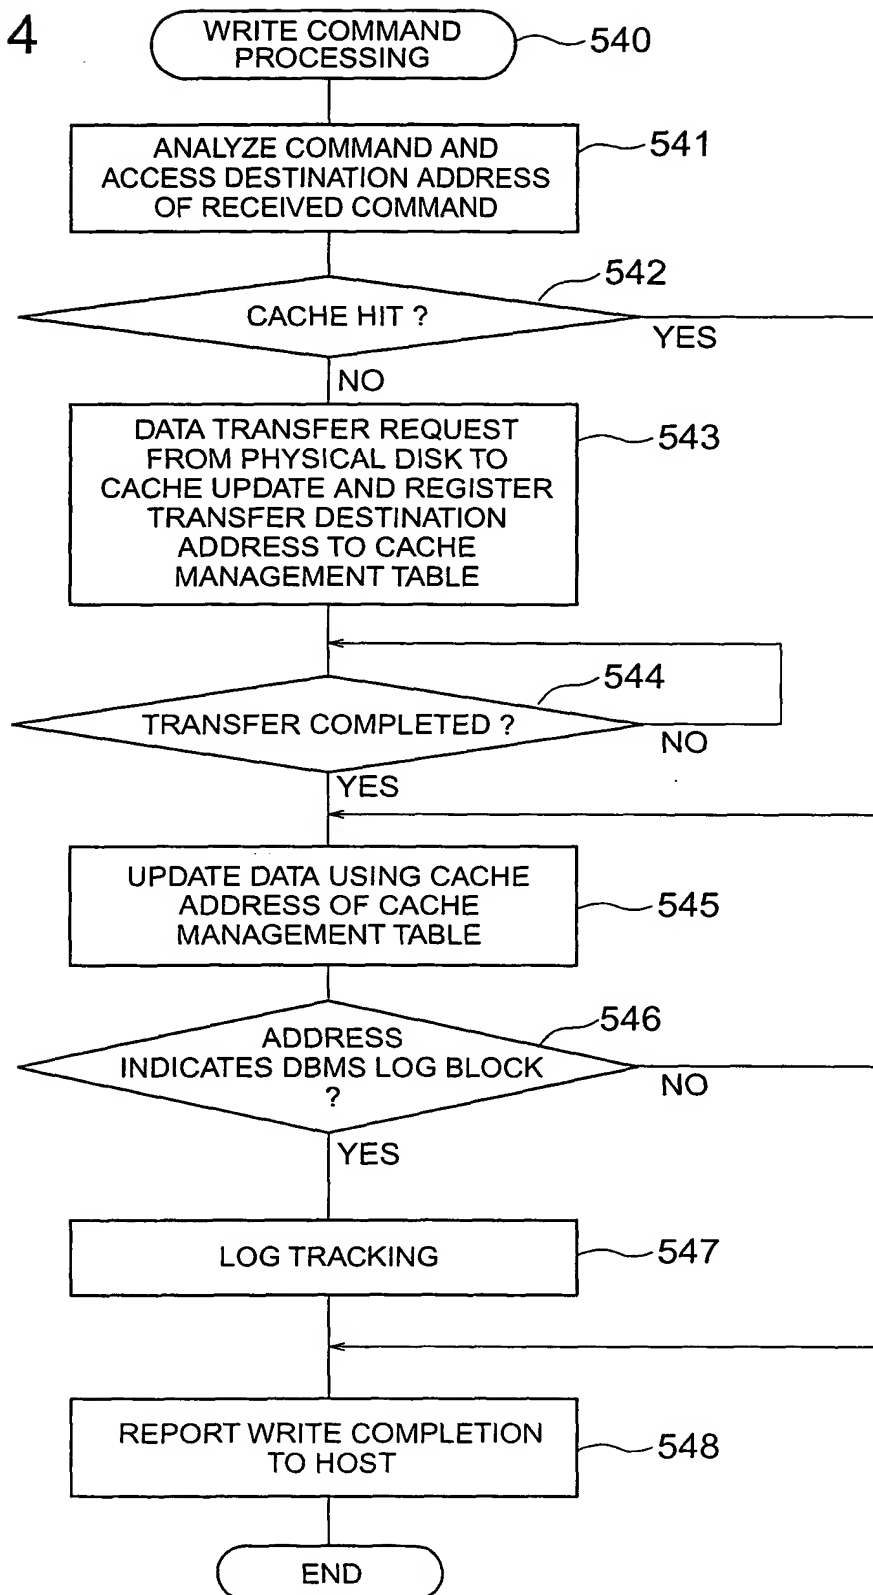 4
WRITE COMMAND
PROCESSING
540
ANALYZE COMMAND AND
ACCESS DESTINATION ADDRESS
OF RECEIVED COMMAND
541
542
CACHE HIT ?
YES
NO
DATA TRANSFER REQUEST
FROM PHYSICAL DISK TO
CACHE UPDATE AND REGISTER
TRANSFER DESTINATION
ADDRESS TO CACHE
MANAGEMENT TABLE
543
544
TRANSFER COMPLETED ?
NO
YES
UPDATE DATA USING CACHE
ADDRESS OF CACHE
MANAGEMENT TABLE
545
546
ADDRESS
INDICATES DBMS LOG BLOCK
?
NO
YES
LOG TRACKING
547
REPORT WRITE COMPLETION
TO HOST
548
END